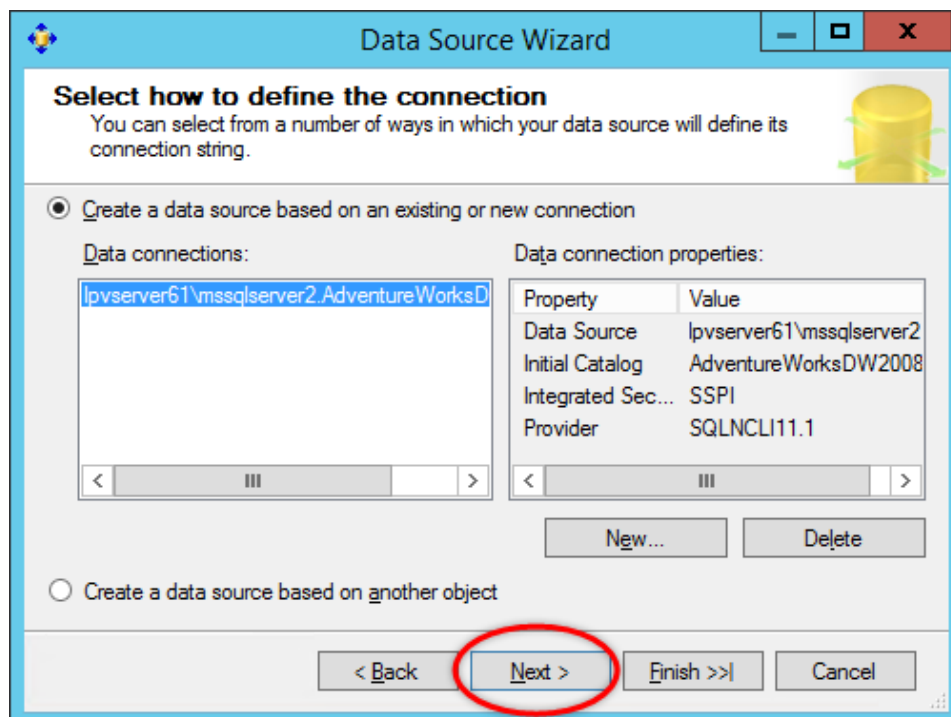 Data Source Wizard
Select how to define the connection
You can select from a number of ways in which your data source will define its
connection string.
Create a data source based on an existing or new connection
Data connections:
lpvserver61\mssqlserver2.AdventureWorksD
Data connection properties:
Property Value
Data Source lpvserver61\mssqlserver2
Initial Catalog AdventureWorksDW2008
Integrated Sec... SSPI
Provider SQLNCLI11.1
New... Delete
Create a data source based on another object
< Back Next > Finish >>| Cancel